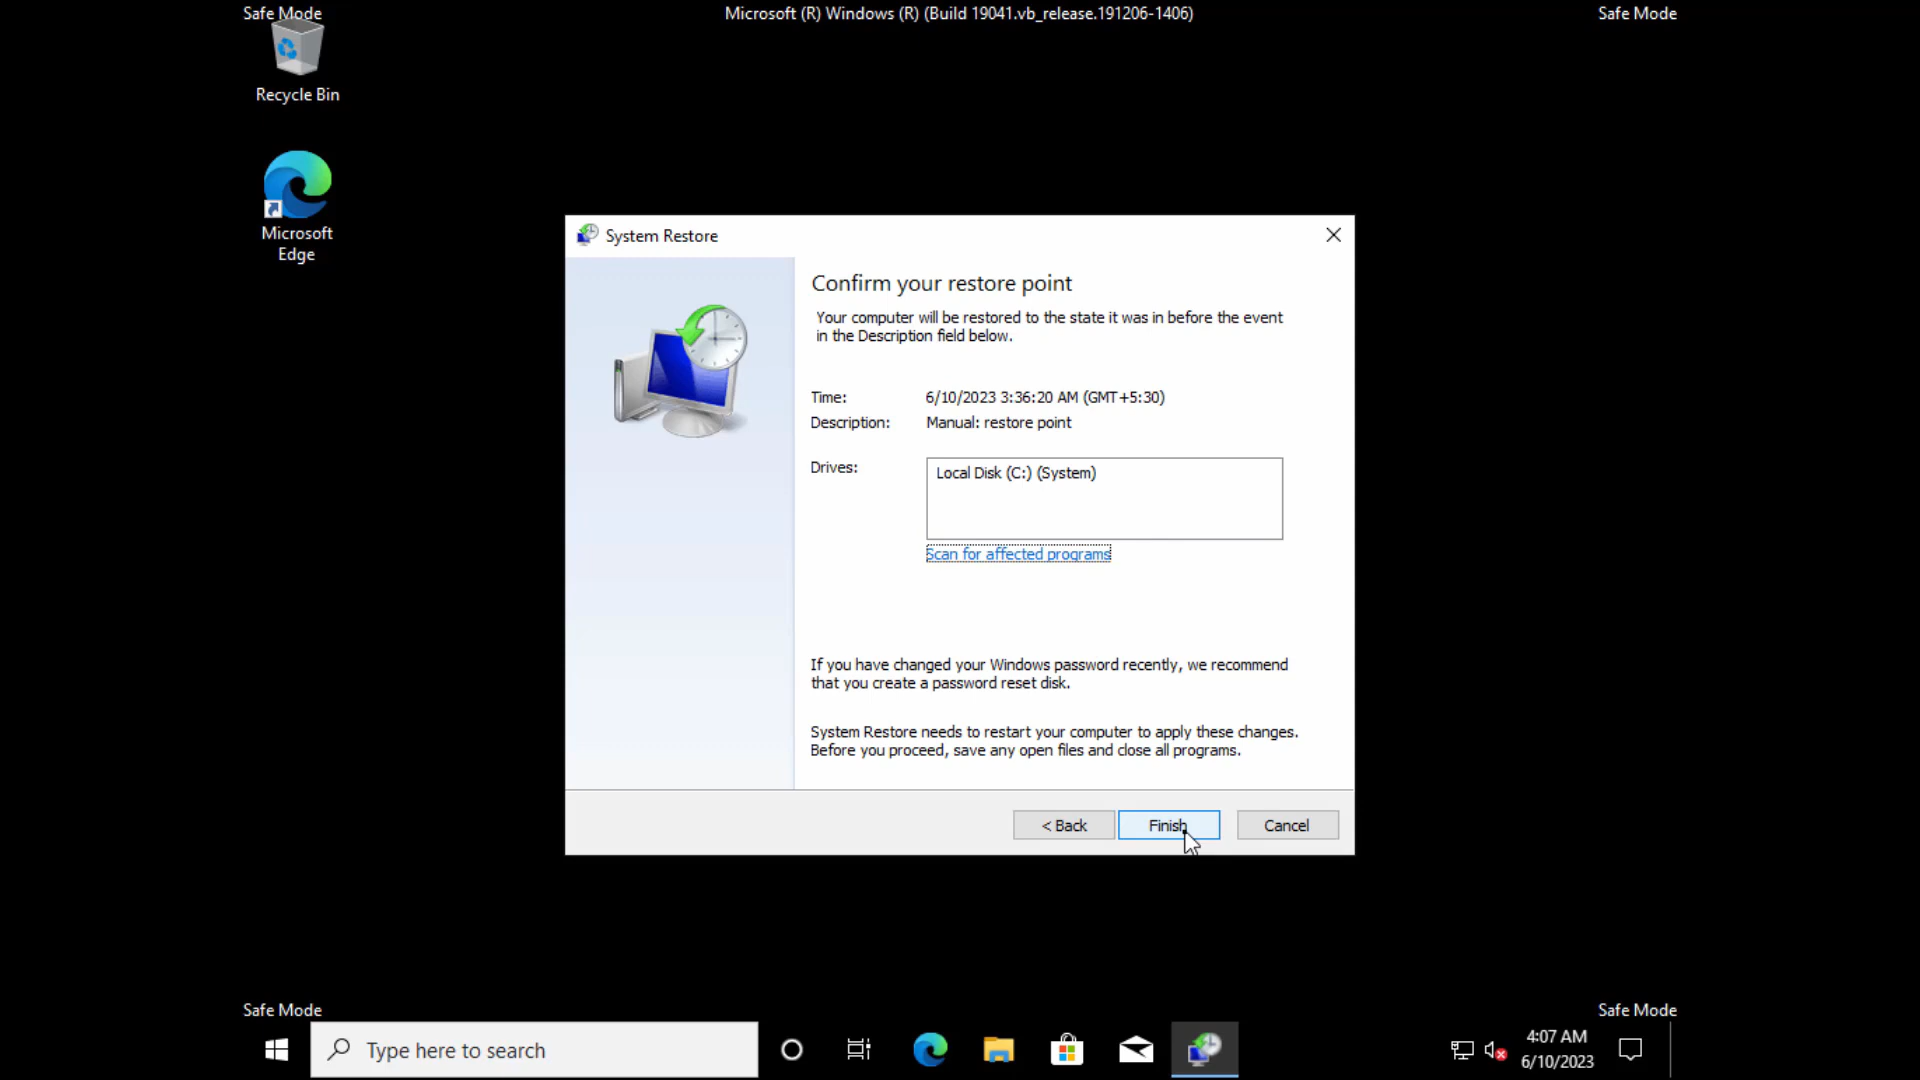 Safe Mode
Microsoft (R) Windows (R) (Build 19041.vb_release.191206-1406)
Safe Mode
Recycle Bin
Microsoft
Edge
System Restore
Confirm your restore point
Your computer will be restored to the state it was in before the event
in the Description field below.
Time: 6/10/2023 3:36:20 AM (GMT+5:30)
Description: Manual: restore point
Drives: Local Disk (C:) (System)
Scan for affected programs
If you have changed your Windows password recently, we recommend
that you create a password reset disk.
System Restore needs to restart your computer to apply these changes.
Before you proceed, save any open files and close all programs.
< Back Finish Cancel
Safe Mode
Safe Mode
Type here to search
4:07 AM
6/10/2023